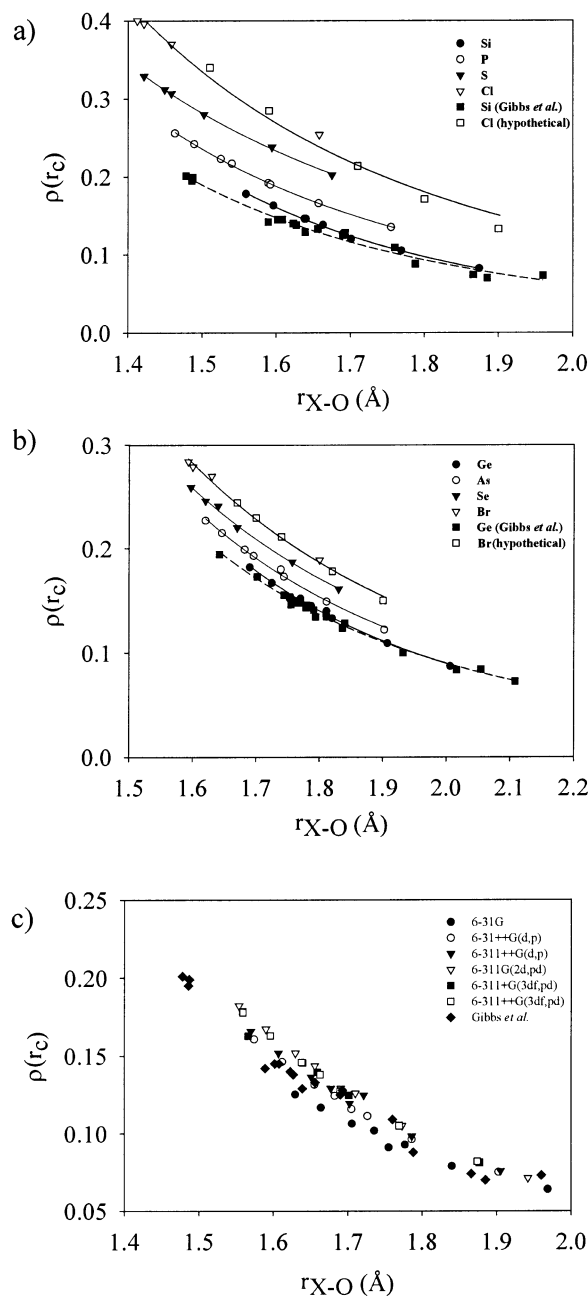 a)
0.4
0.3
0.2
0.1
0.0
ρ(rc)
Si
P
S
Cl
Si (Gibbs et al.)
Cl (hypothetical)
1.4 1.5 1.6 1.7 1.8 1.9 2.0
rX-O (Å)
b)
0.3
0.2
0.1
0.0
ρ(rc)
Ge
As
Se
Br
Ge (Gibbs et al.)
Br(hypothetical)
1.5 1.6 1.7 1.8 1.9 2.0 2.1 2.2
rX-O (Å)
c)
0.25
0.20
0.15
0.10
0.05
ρ(rc)
6-31G
6-31++G(d,p)
6-311++G(d,p)
6-311G(2d,pd)
6-311+G(3df,pd)
6-311++G(3df,pd)
Gibbs et al.
1.4 1.5 1.6 1.7 1.8 1.9 2.0
rX-O (Å)